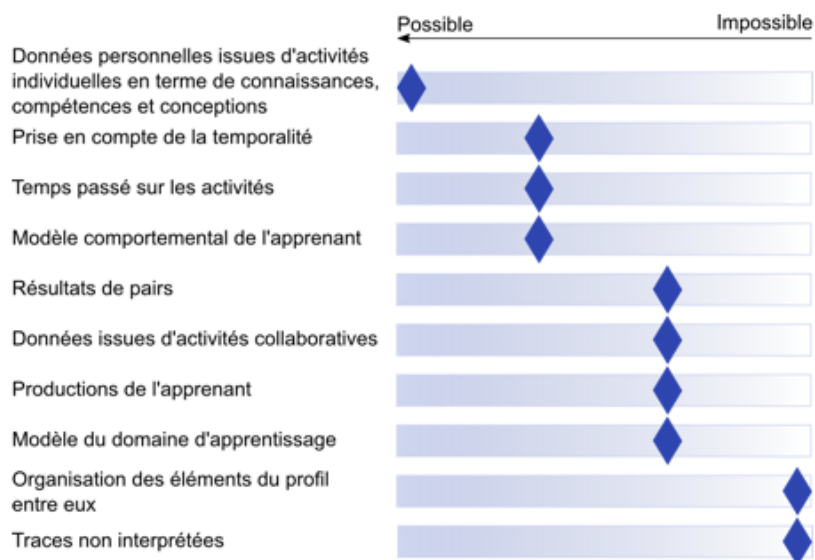 Possible Impossible
Données personnelles issues d'activités
individuelles en terme de connaissances,
compétences et conceptions
Prise en compte de la temporalité
Temps passé sur les activités
Modèle comportemental de l'apprenant
Résultats de pairs
Données issues d'activités collaboratives
Productions de l'apprenant
Modèle du domaine d'apprentissage
Organisation des éléments du profil
entre eux
Traces non interprétées